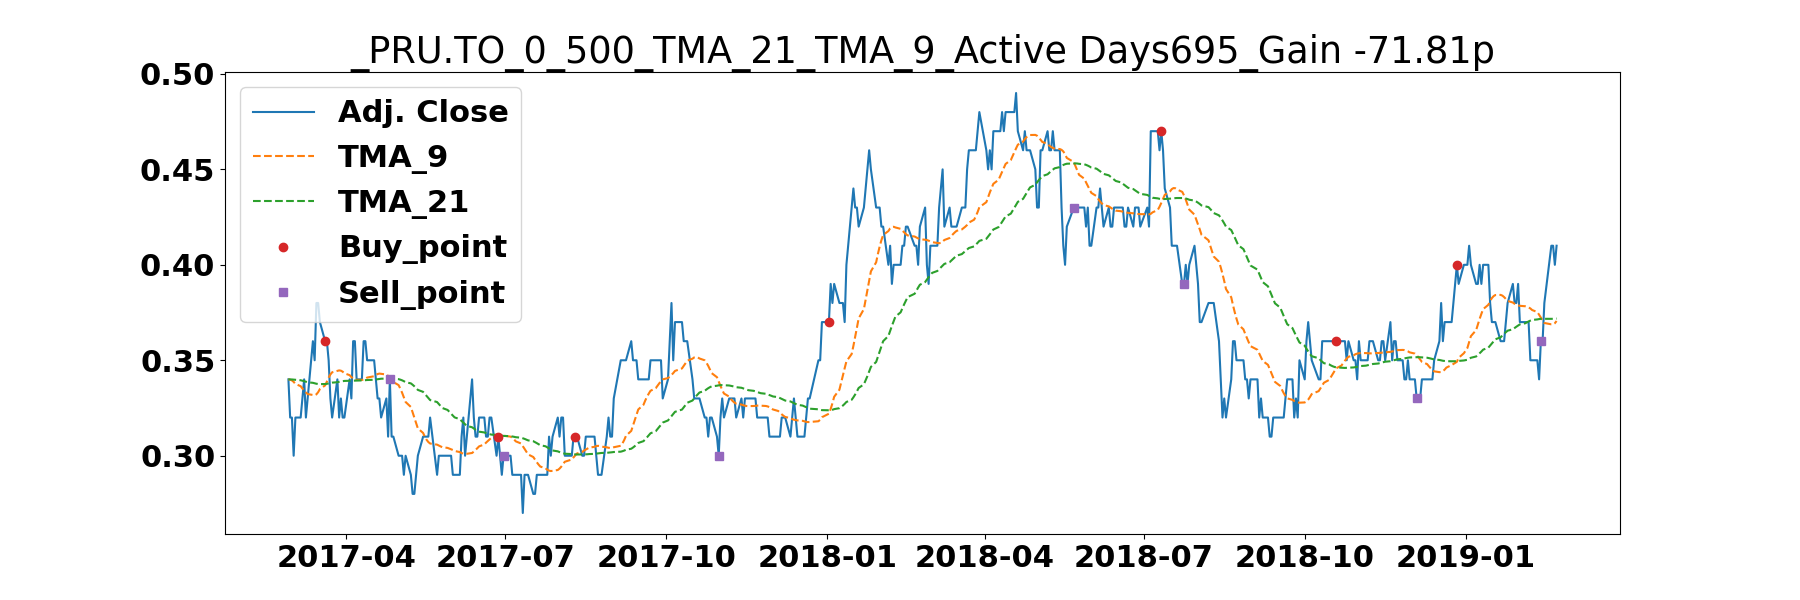 _PRU.TO_0_500_TMA_21_TMA_9_Active Days695_Gain -71.81p
0.50
0.45
0.40
0.35
0.30
Adj. Close
TMA_9
TMA_21
Buy_point
Sell_point
2017-04 2017-07 2017-10 2018-01 2018-04 2018-07 2018-10 2019-01